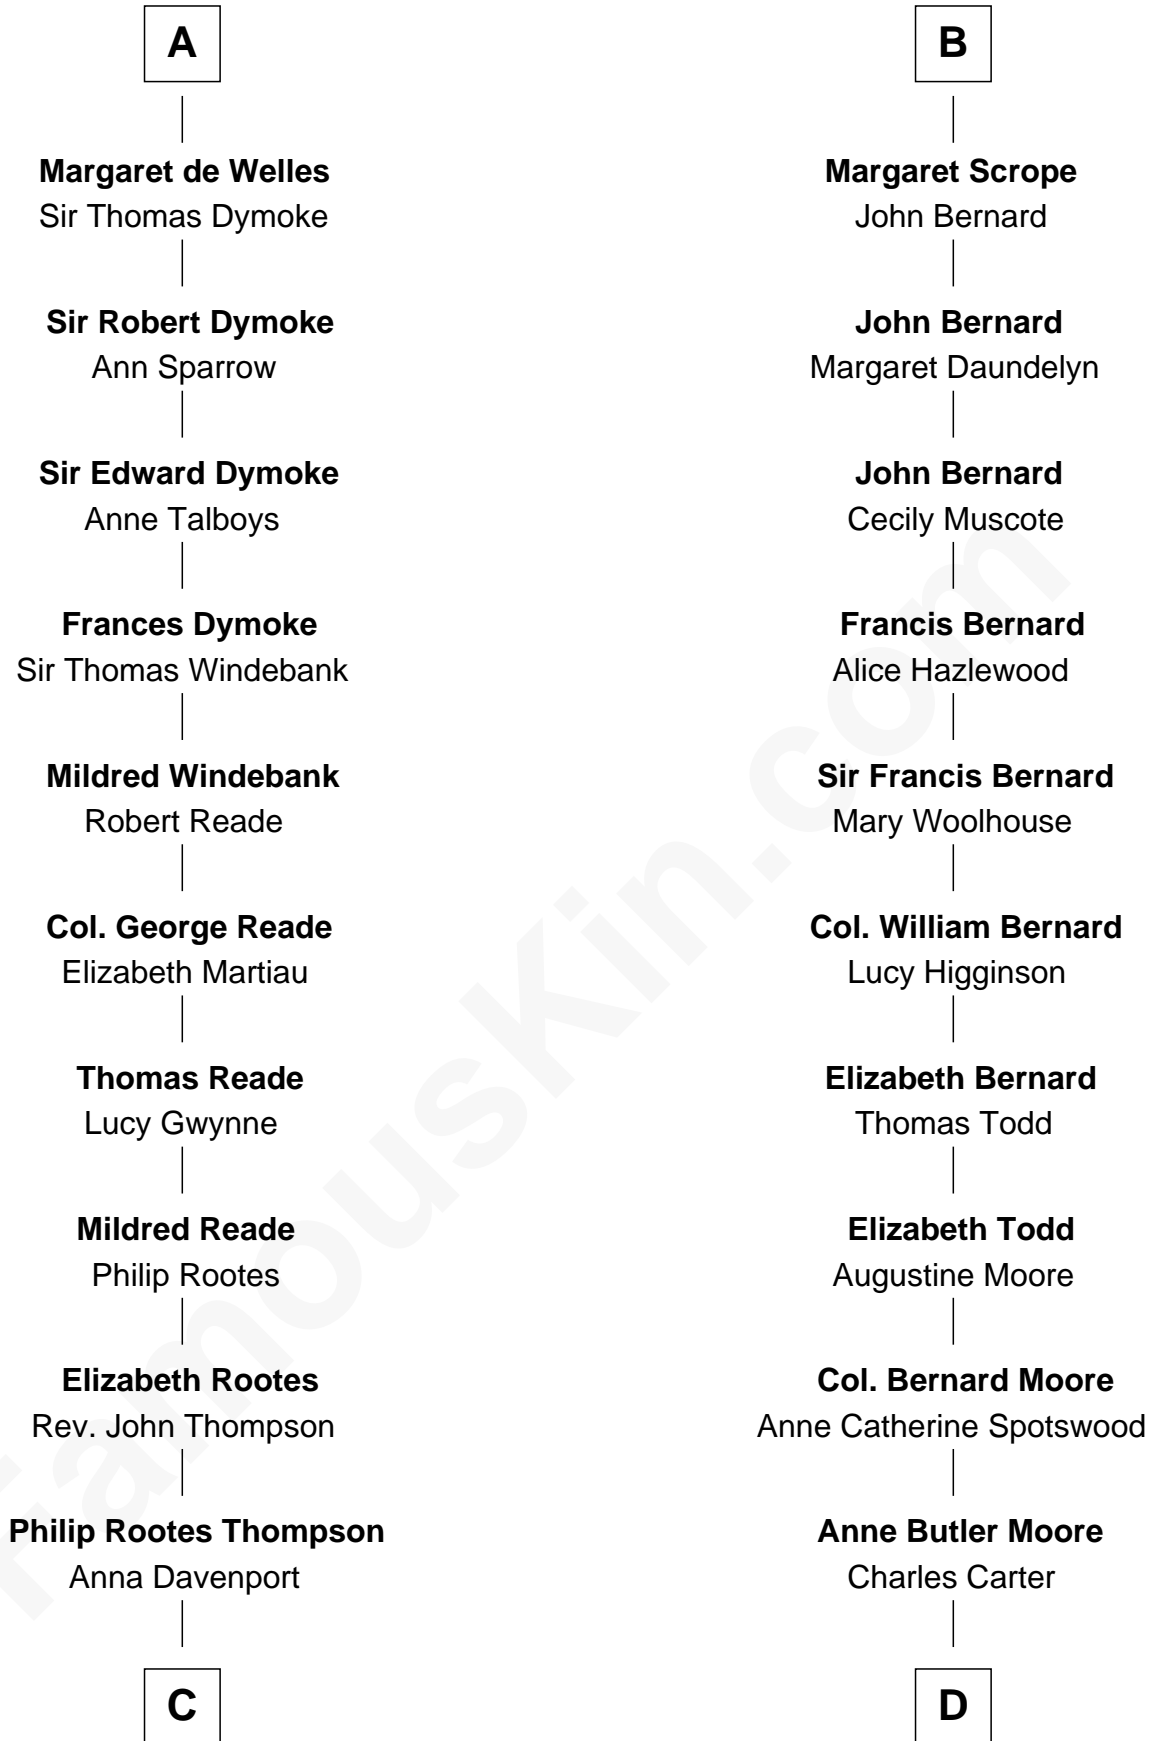 A
Margaret de Welles
Sir Thomas Dymoke
Sir Robert Dymoke
Ann Sparrow
Sir Edward Dymoke
Anne Talboys
Frances Dymoke
Sir Thomas Windebank
Mildred Windebank
Robert Reade
Col. George Reade
Elizabeth Martiau
Thomas Reade
Lucy Gwynne
Mildred Reade
Philip Rootes
Elizabeth Rootes
Rev. John Thompson
Philip Rootes Thompson
Anna Davenport
C
B
Margaret Scrope
John Bernard
John Bernard
Margaret Daundelyn
John Bernard
Cecily Muscote
Francis Bernard
Alice Hazlewood
Sir Francis Bernard
Mary Woolhouse
Col. William Bernard
Lucy Higginson
Elizabeth Bernard
Thomas Todd
Elizabeth Todd
Augustine Moore
Col. Bernard Moore
Anne Catherine Spotswood
Anne Butler Moore
Charles Carter
D
FamousKin.com